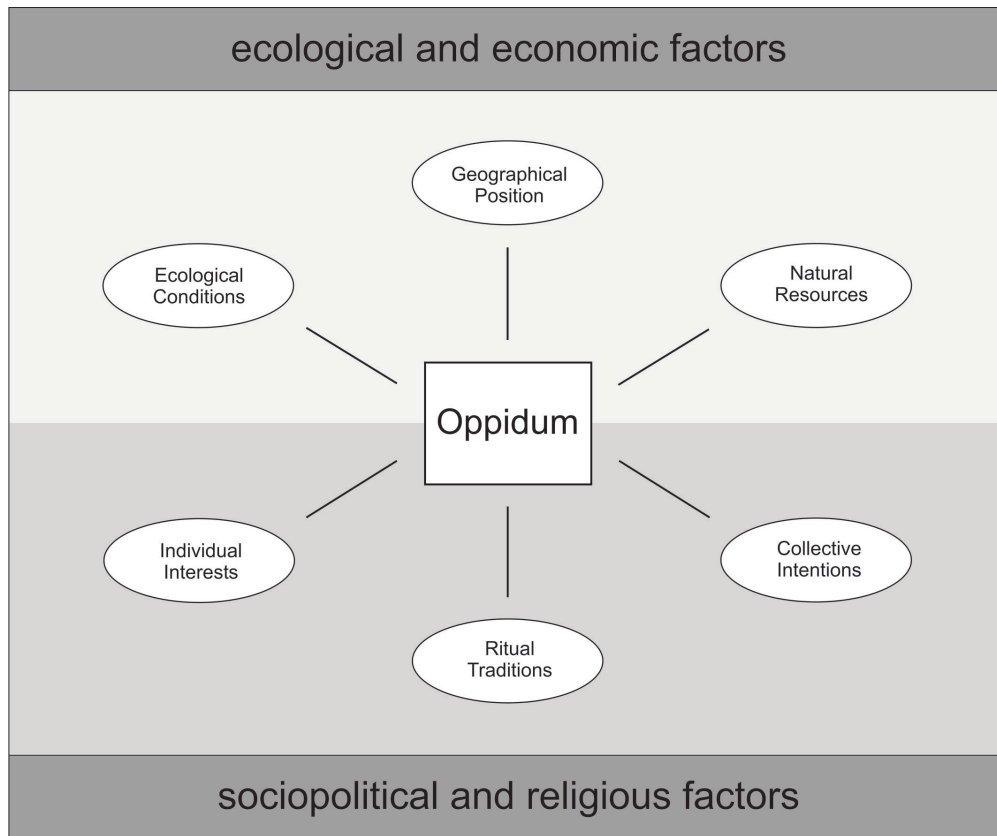 ecological and economic factors
Geographical
Position
Ecological
Conditions
Natural
Resources
Oppidum
Individual
Interests
Collective
Intentions
Ritual
Traditions
sociopolitical and religious factors